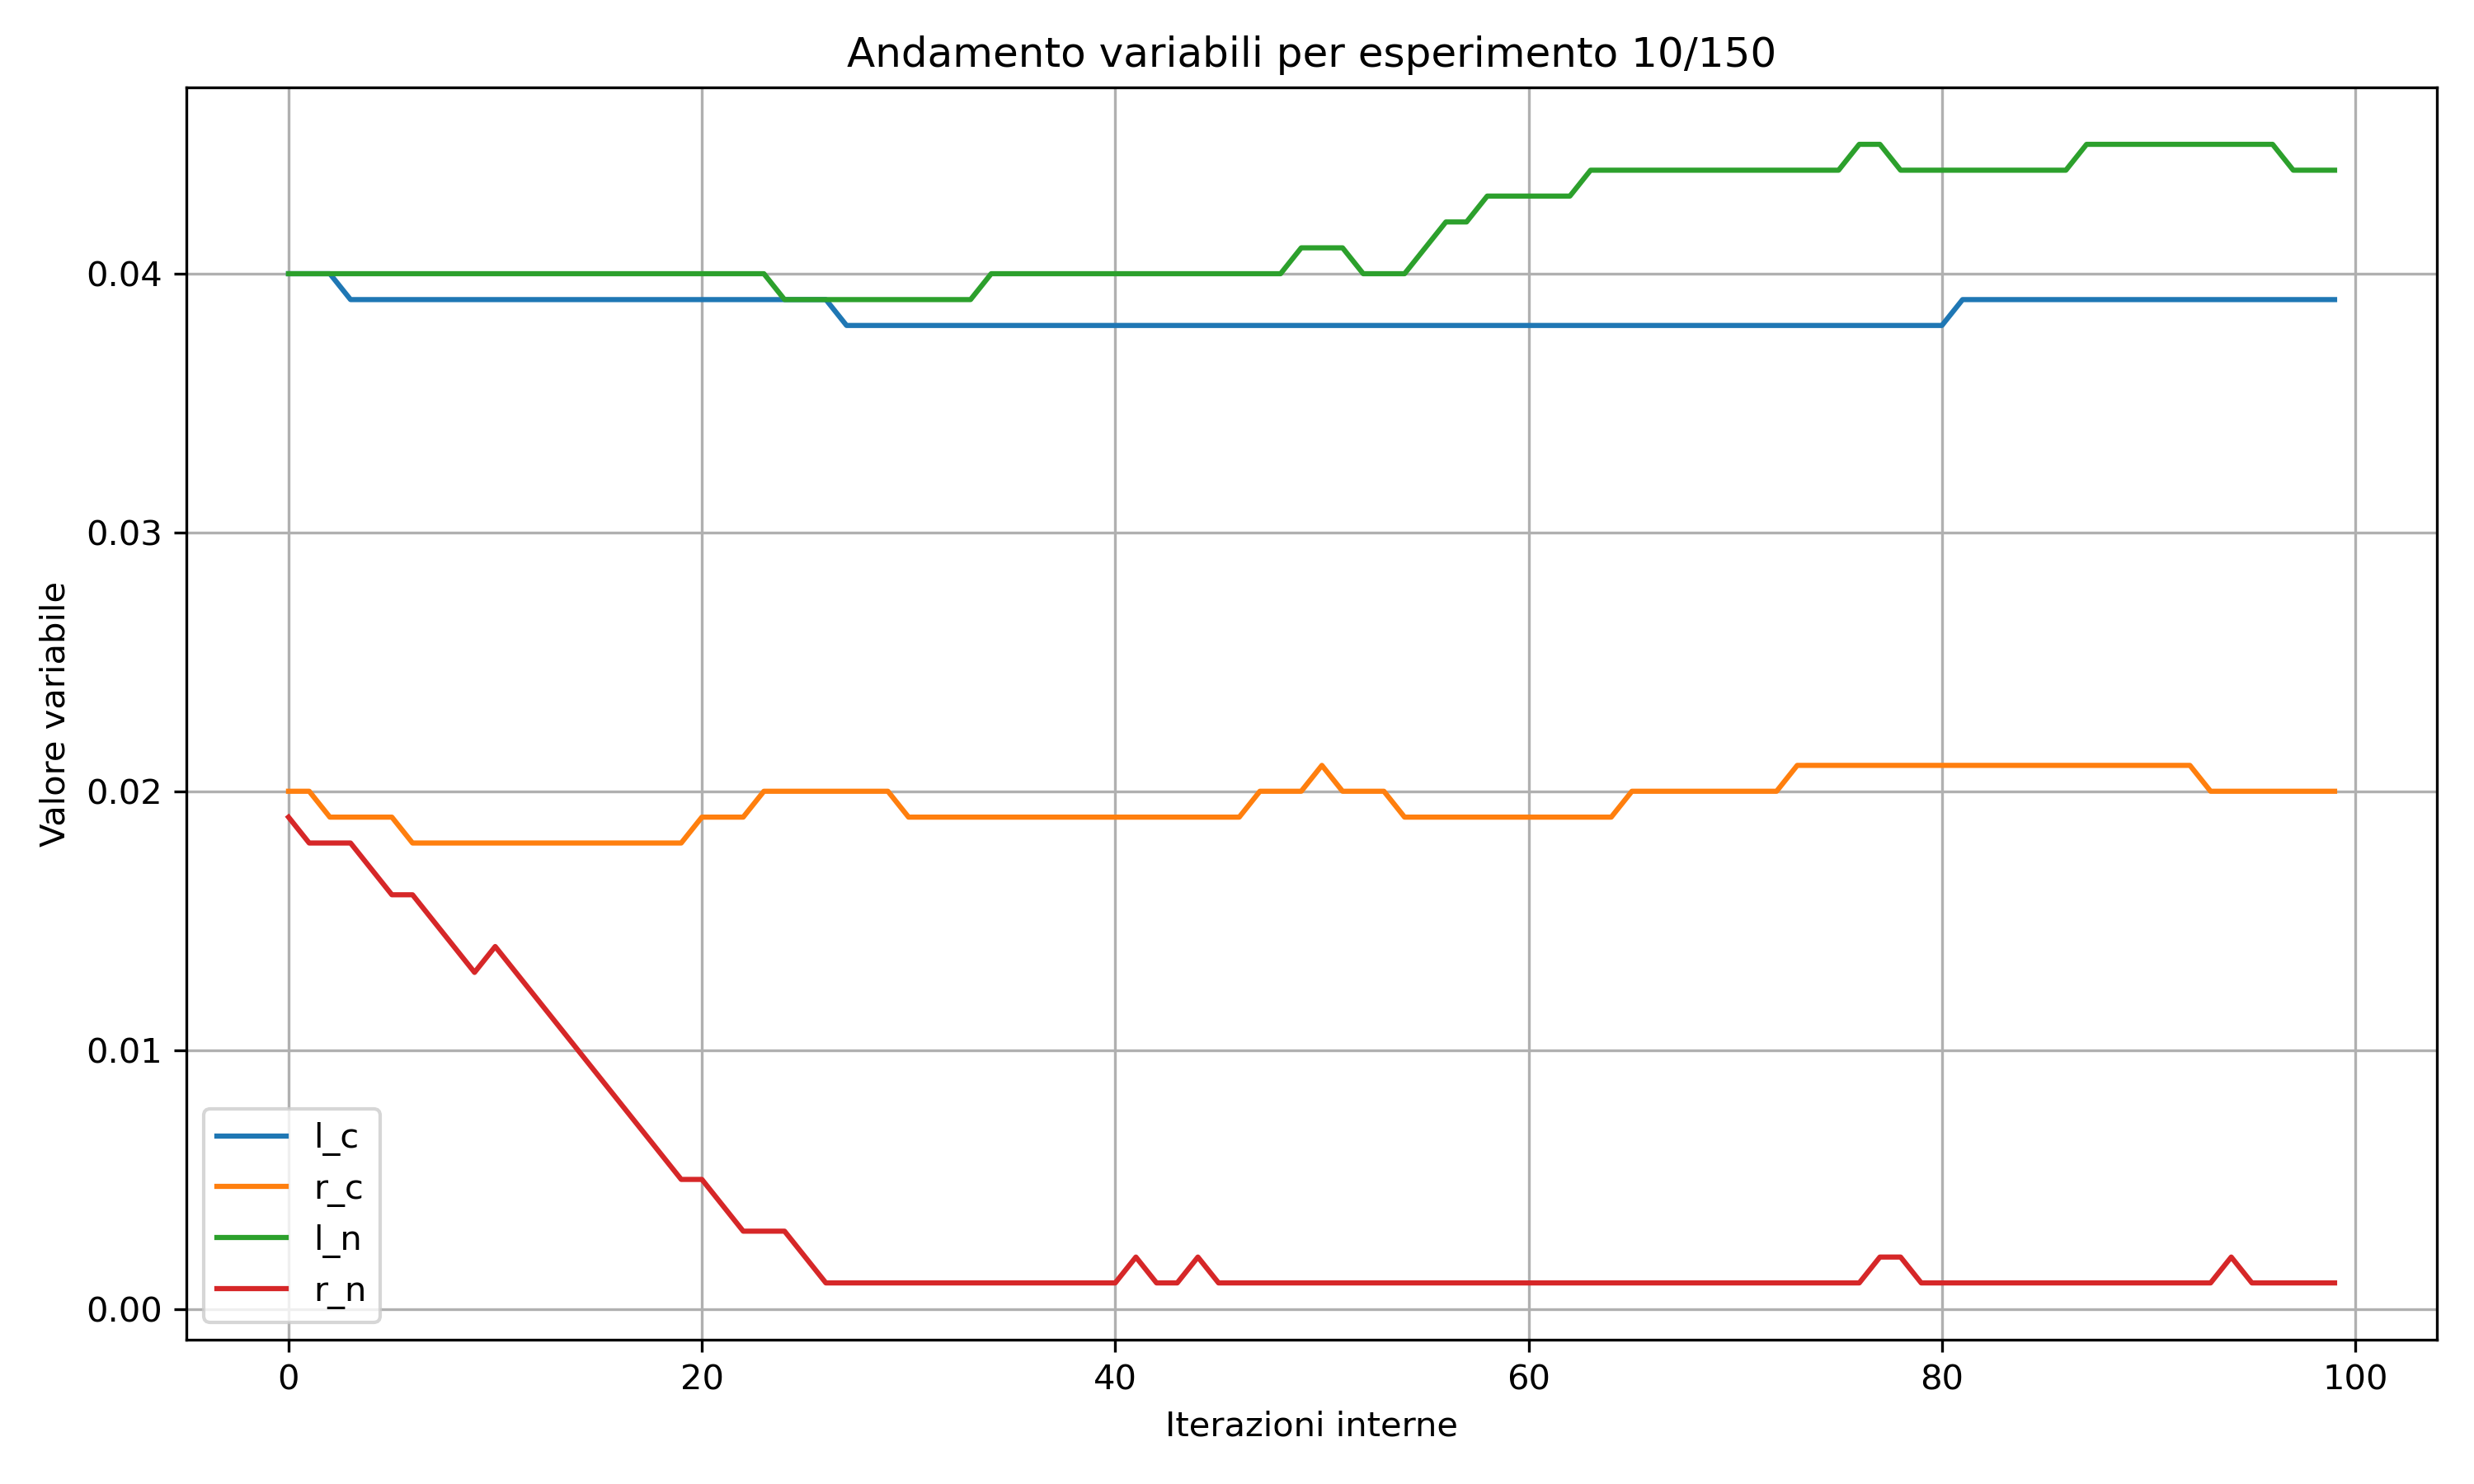 Andamento variabili per esperimento 10/150
Valore variabile
0.04
0.03
0.02
0.01
0.00
l_c
r_c
l_n
r_n
0 20 40 60 80 100
Iterazioni interne